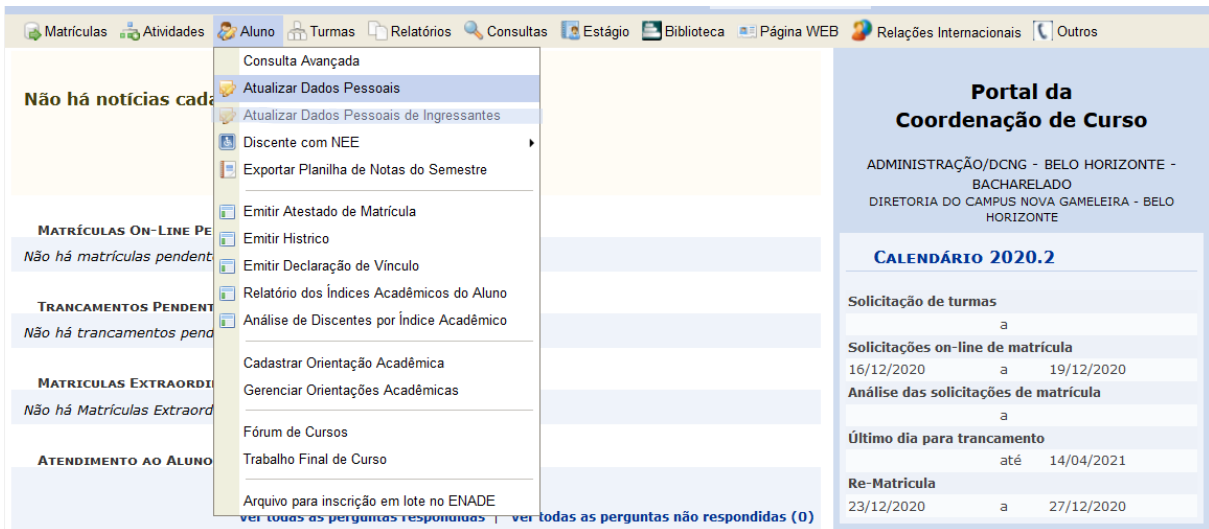 Matrículas Atividades Aluno Turmas Relatórios Consultas Estágio Biblioteca Página WEB Relações Internacionais Outros
Não há notícias cada
MATRÍCULAS ON-LINE PE
Não há matrículas pendent
TRANCAMENTOS PENDENT
Não há trancamentos pend
MATRICULAS EXTRAORDI
Não há Matrículas Extraord
ATENDIMENTO AO ALUNO
Ver todas as perguntas respondidas | Ver todas as perguntas não respondidas (0)
Consulta Avançada
Atualizar Dados Pessoais
Atualizar Dados Pessoais de Ingressantes
Discente com NEE
Exportar Planilha de Notas do Semestre
Emitir Atestado de Matrícula
Emitir Histrico
Emitir Declaração de Vínculo
Relatório dos Índices Acadêmicos do Aluno
Análise de Discentes por Índice Acadêmico
Cadastrar Orientação Acadêmica
Gerenciar Orientações Acadêmicas
Fórum de Cursos
Trabalho Final de Curso
Arquivo para inscrição em lote no ENADE
Portal da
Coordenação de Curso
ADMINISTRAÇÃO/DCNG - BELO HORIZONTE -
BACHARELADO
DIRETORIA DO CAMPUS NOVA GAMELEIRA - BELO
HORIZONTE
CALENDÁRIO 2020.2
Solicitação de turmas
a
Solicitações on-line de matrícula
16/12/2020 a 19/12/2020
Análise das solicitações de matrícula
a
Último dia para trancamento
até 14/04/2021
Re-Matricula
23/12/2020 a 27/12/2020